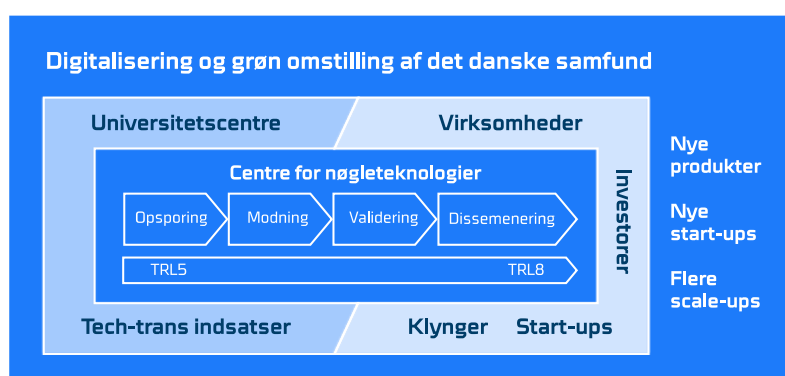 Digitalisering og grøn omstilling af det danske samfund
Universitetscentre
Virksomheder
Centre for nøgleteknologier
Opsporing
Modning
Validering
Dissemenering
TRL5
TRL8
Investorer
Tech-trans indsatser
Klynger
Start-ups
Nye
produkter
Nye
start-ups
Flere
scale-ups